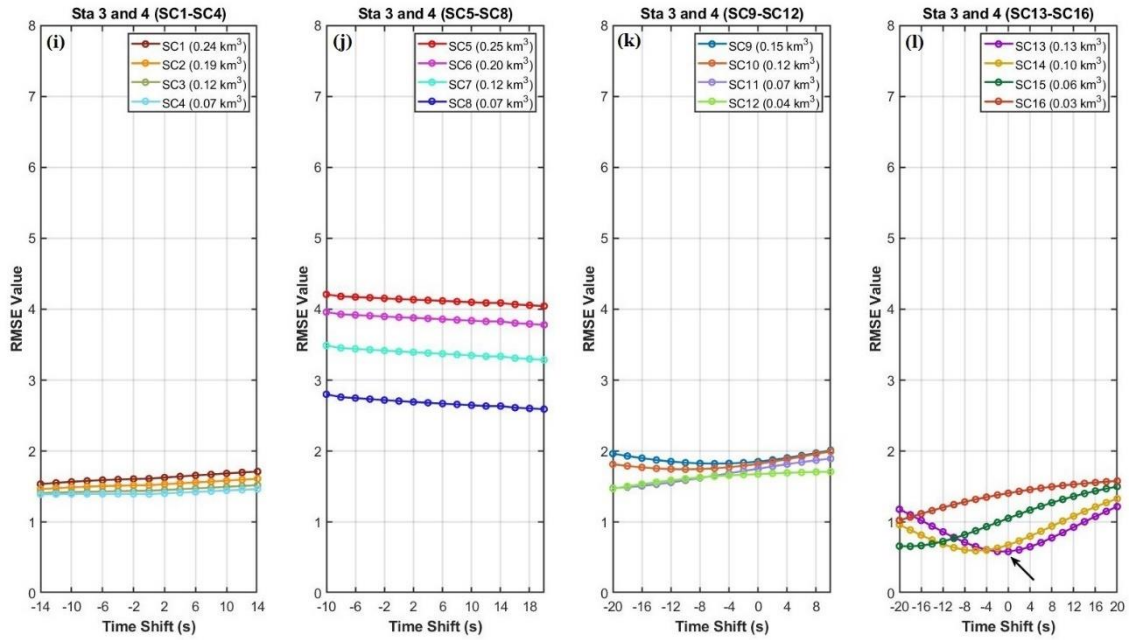 Sta 3 and 4 (SC1-SC4)
(i)
SC1 (0.24 km³)
SC2 (0.19 km³)
SC3 (0.12 km³)
SC4 (0.07 km³)
RMSE Value
8
7
6
5
4
3
2
1
0
-14 -10 -6 -2 2 6 10 14
Time Shift (s)
Sta 3 and 4 (SC5-SC8)
(j)
SC5 (0.25 km³)
SC6 (0.20 km³)
SC7 (0.12 km³)
SC8 (0.07 km³)
RMSE Value
8
7
6
5
4
3
2
1
0
-10 -6 -2 2 6 10 14 18
Time Shift (s)
Sta 3 and 4 (SC9-SC12)
(k)
SC9 (0.15 km³)
SC10 (0.12 km³)
SC11 (0.07 km³)
SC12 (0.04 km³)
RMSE Value
8
7
6
5
4
3
2
1
0
-20 -16 -12 -8 -4 0 4 8
Time Shift (s)
Sta 3 and 4 (SC13-SC16)
(l)
SC13 (0.13 km³)
SC14 (0.10 km³)
SC15 (0.06 km³)
SC16 (0.03 km³)
RMSE Value
8
7
6
5
4
3
2
1
0
-20 -16 -12 -8 -4 0 4 8 12 16 20
Time Shift (s)